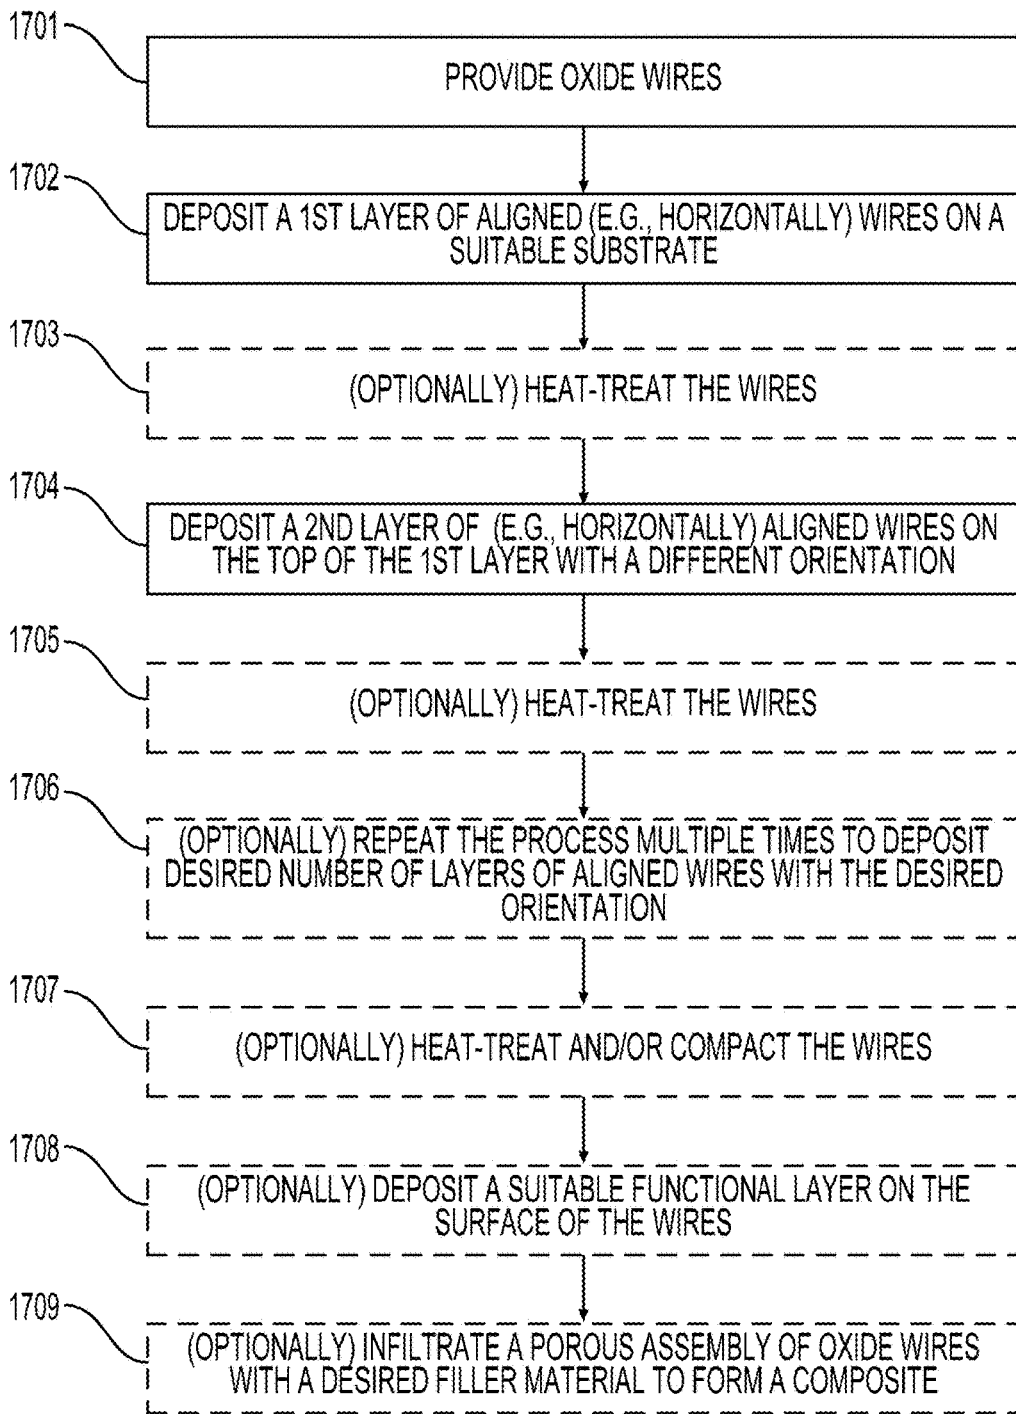 1701
PROVIDE OXIDE WIRES
1702
DEPOSIT A 1ST LAYER OF ALIGNED (E.G., HORIZONTALLY) WIRES ON A
SUITABLE SUBSTRATE
1703
(OPTIONALLY) HEAT-TREAT THE WIRES
1704
DEPOSIT A 2ND LAYER OF (E.G., HORIZONTALLY) ALIGNED WIRES ON
THE TOP OF THE 1ST LAYER WITH A DIFFERENT ORIENTATION
1705
(OPTIONALLY) HEAT-TREAT THE WIRES
1706
(OPTIONALLY) REPEAT THE PROCESS MULTIPLE TIMES TO DEPOSIT
DESIRED NUMBER OF LAYERS OF ALIGNED WIRES WITH THE DESIRED
ORIENTATION
1707
(OPTIONALLY) HEAT-TREAT AND/OR COMPACT THE WIRES
1708
(OPTIONALLY) DEPOSIT A SUITABLE FUNCTIONAL LAYER ON THE
SURFACE OF THE WIRES
1709
(OPTIONALLY) INFILTRATE A POROUS ASSEMBLY OF OXIDE WIRES
WITH A DESIRED FILLER MATERIAL TO FORM A COMPOSITE